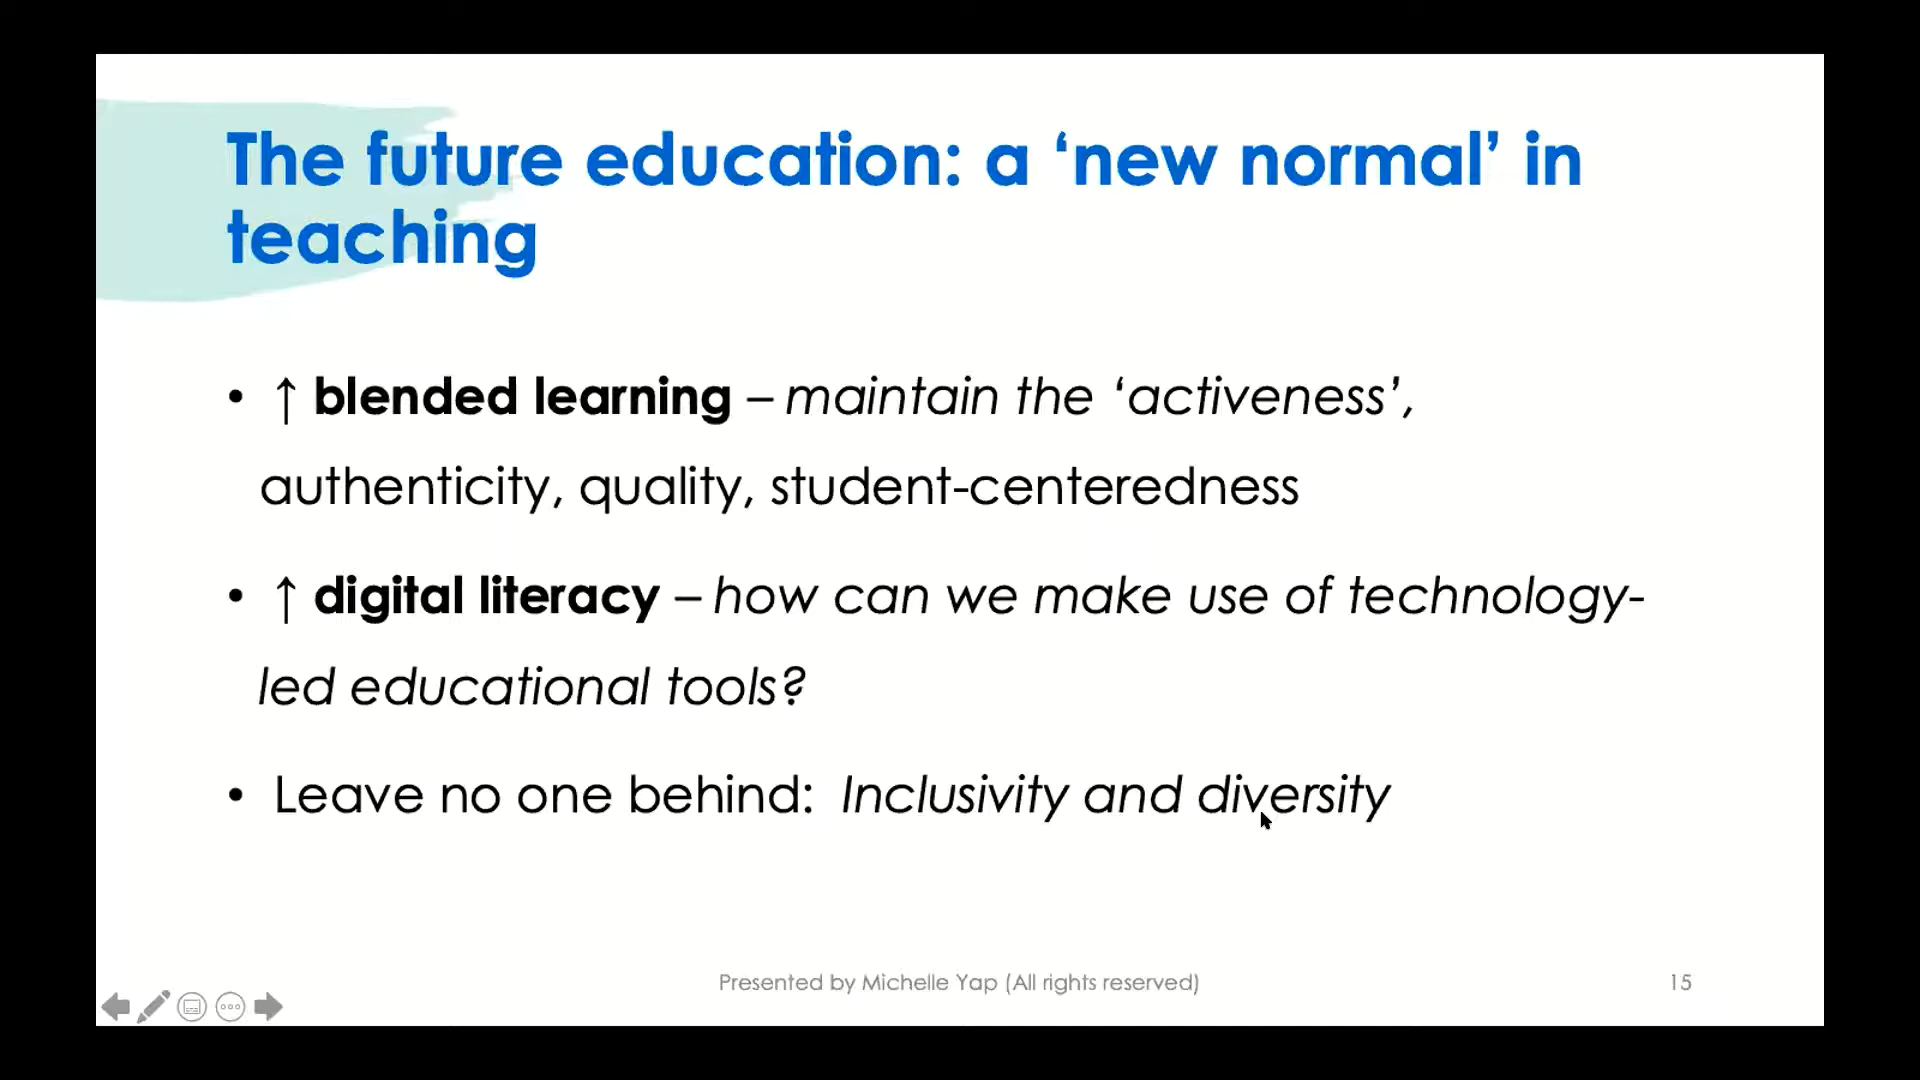 The future education: a ‘new normal’ in
teaching
• ↑ blended learning – maintain the ‘activeness’,
authenticity, quality, student-centeredness
• ↑ digital literacy – how can we make use of technology-
led educational tools?
• Leave no one behind: Inclusivity and diversity
Presented by Michelle Yap (All rights reserved)
15